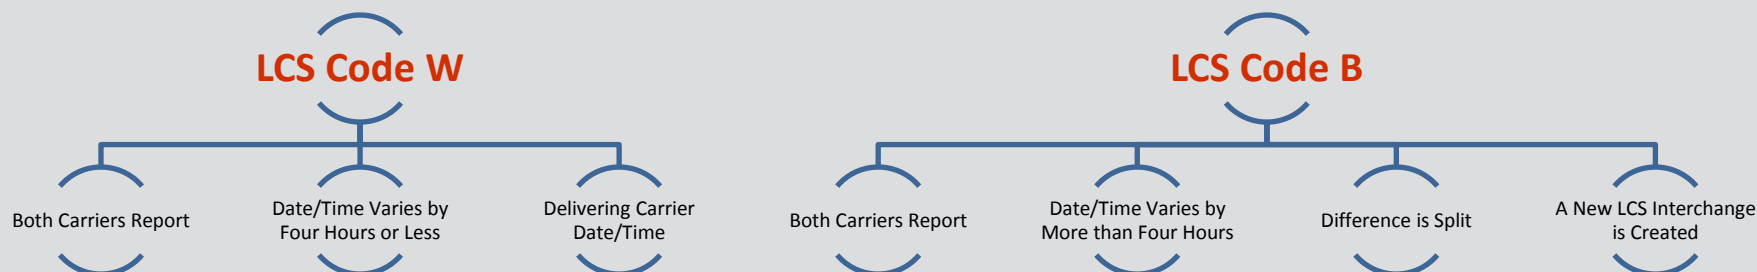 LCS Code W
Both Carriers Report
Date/Time Varies by
Four Hours or Less
Delivering Carrier
Date/Time
LCS Code B
Both Carriers Report
Date/Time Varies by
More than Four Hours
Difference is Split
A New LCS Interchange
is Created